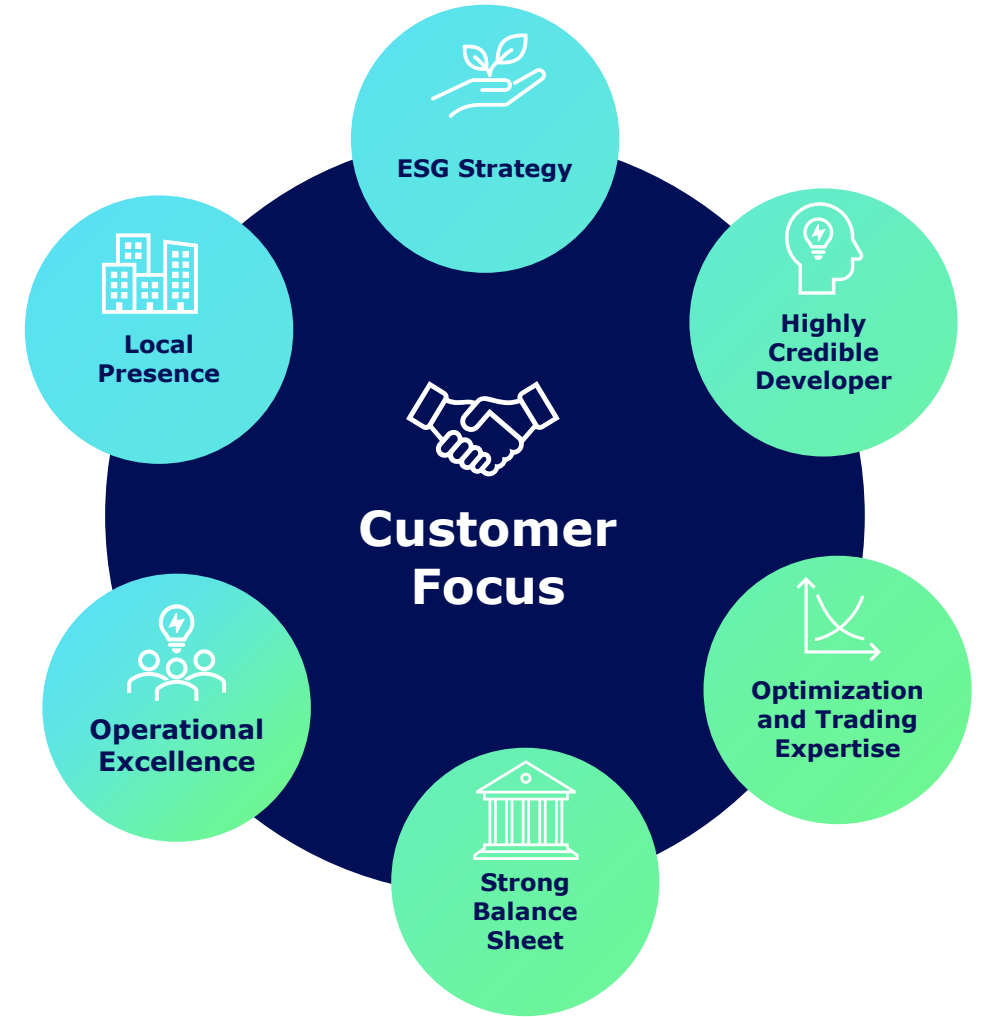 ESG Strategy
Highly
Credible
Developer
Optimization
and Trading
Expertise
Strong
Balance
Sheet
Operational
Excellence
Local
Presence
Customer
Focus